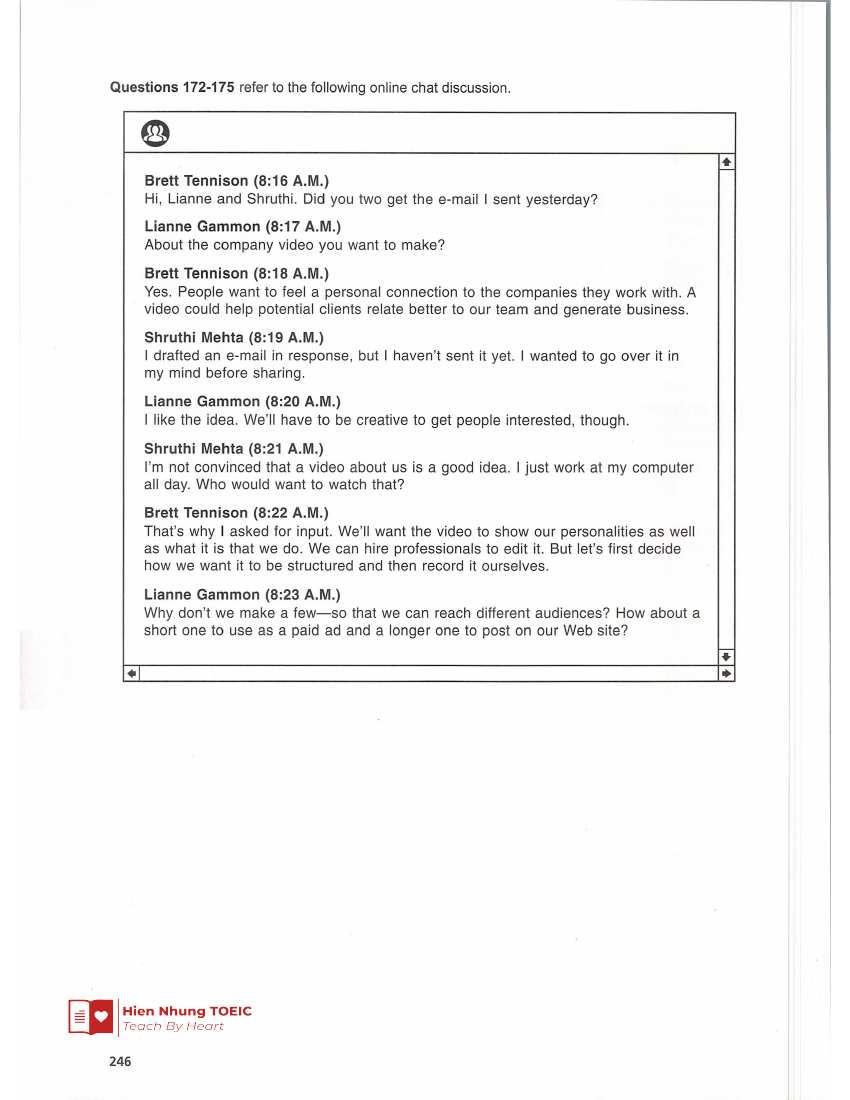 Questions 172-175 refer to the following online chat discussion.
Brett Tennison (8:16 A.M.)
Hi, Lianne and Shruthi. Did you two get the e-mail I sent yesterday?
Lianne Gammon (8:17 A.M.)
About the company video you want to make?
Brett Tennison (8:18 A.M.)
Yes. People want to feel a personal connection to the companies they work with. A
video could help potential clients relate better to our team and generate business.
Shruthi Mehta (8:19 A.M.)
I drafted an e-mail in response, but I haven't sent it yet. I wanted to go over it in
my mind before sharing.
Lianne Gammon (8:20 A.M.)
I like the idea. We'll have to be creative to get people interested, though.
Shruthi Mehta (8:21 A.M.)
I'm not convinced that a video about us is a good idea. I just work at my computer
all day. Who would want to watch that?
Brett Tennison (8:22 A.M.)
That's why I asked for input. We'll want the video to show our personalities as well
as what it is that we do. We can hire professionals to edit it. But let's first decide
how we want it to be structured and then record it ourselves.
Lianne Gammon (8:23 A.M.)
Why don't we make a few—so that we can reach different audiences? How about a
short one to use as a paid ad and a longer one to post on our Web site?
Hien Nhung TOEIC
Teach By Heart
246